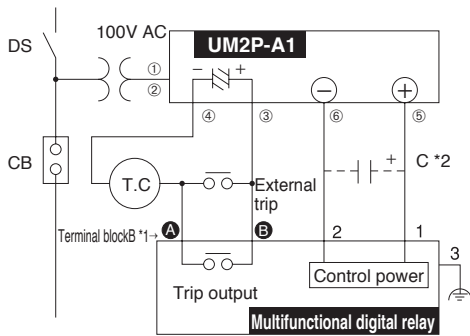 DS
100V AC
UM2P-A1
①
②
− +
− +
④ ③ ⑥ ⑤
CB
T.C
External
trip
+
C *2
Terminal blockB *1→ A B
2 1
3
Trip output
Control power
Multifunctional digital relay